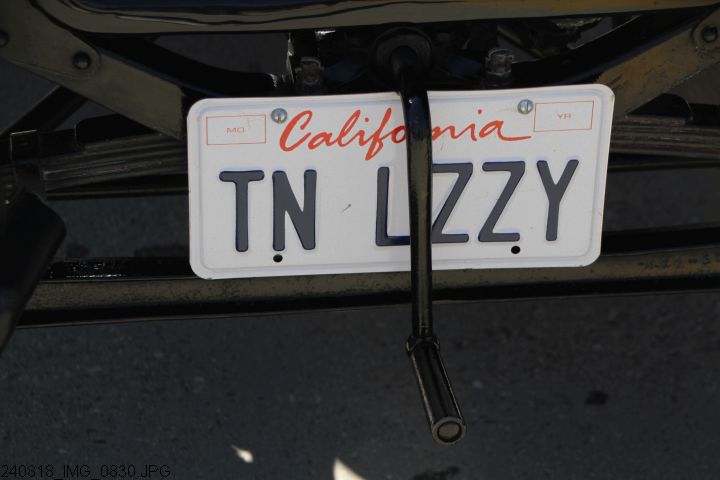 MO California YR
TN LZZY
240818_IMG_0830.JPG